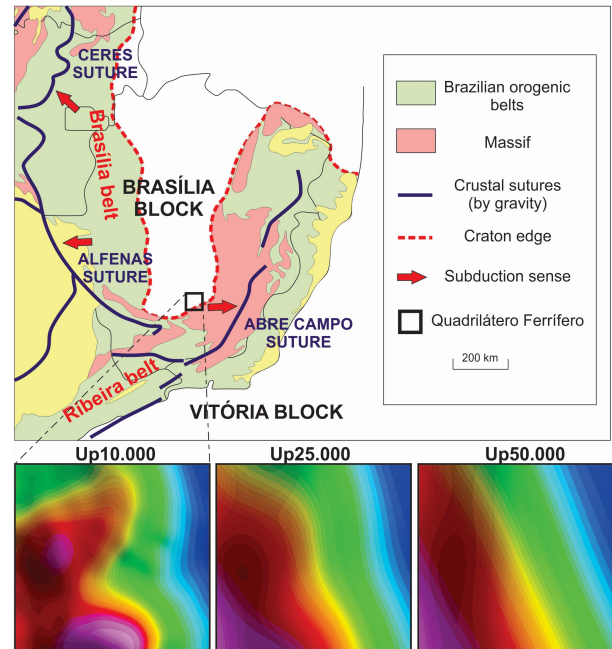 CERES
SUTURE
Brasília belt
BRASÍLIA
BLOCK
ALFENAS
SUTURE
ABRE CAMPO
SUTURE
Ribeira belt
VITÓRIA BLOCK
Brazilian orogenic
belts
Massif
Crustal sutures
(by gravity)
Craton edge
Subduction sense
Quadrilátero Ferrífero
200 km
Up10.000
Up25.000
Up50.000